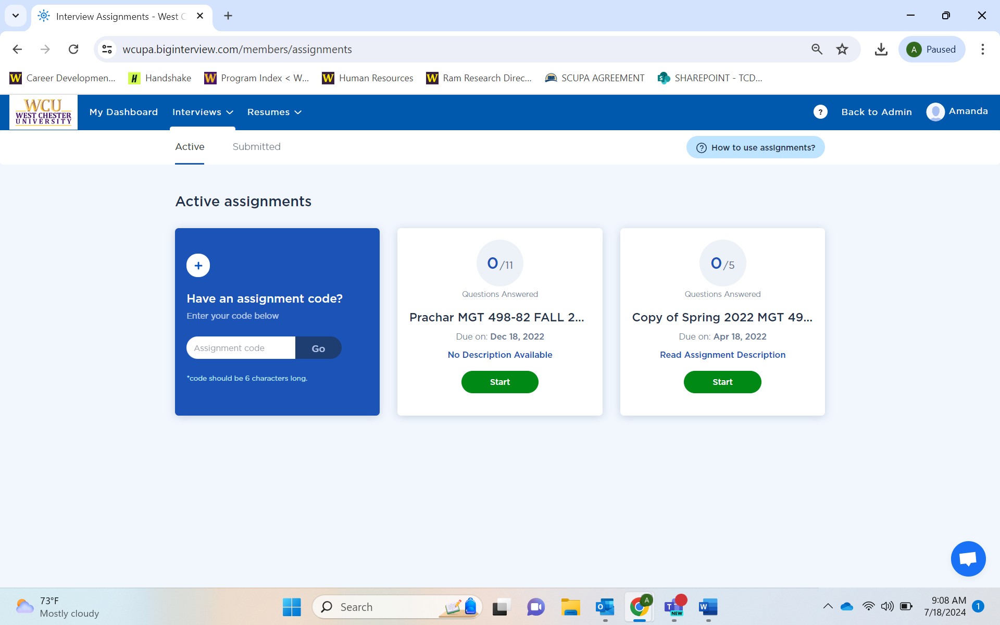 Interview Assignments - West C
wcupa.biginterview.com/members/assignments
A Paused
Career Developmen...
Handshake
Program Index < W...
Human Resources
Ram Research Direc...
SCUPA AGREEMENT
SHAREPOINT - TCD...
WCU
WEST CHESTER
UNIVERSITY
My Dashboard
Interviews
Resumes
?
Back to Admin
Amanda
Active
Submitted
? How to use assignments?
Active assignments
+
Have an assignment code?
Enter your code below
Assignment code
Go
*code should be 6 characters long.
0/11
Questions Answered
Prachar MGT 498-82 FALL 2...
Due on: Dec 18, 2022
No Description Available
Start
0/5
Questions Answered
Copy of Spring 2022 MGT 49...
Due on: Apr 18, 2022
Read Assignment Description
Start
73°F
Mostly cloudy
Search
A
NEW
9:08 AM
7/18/2024
1